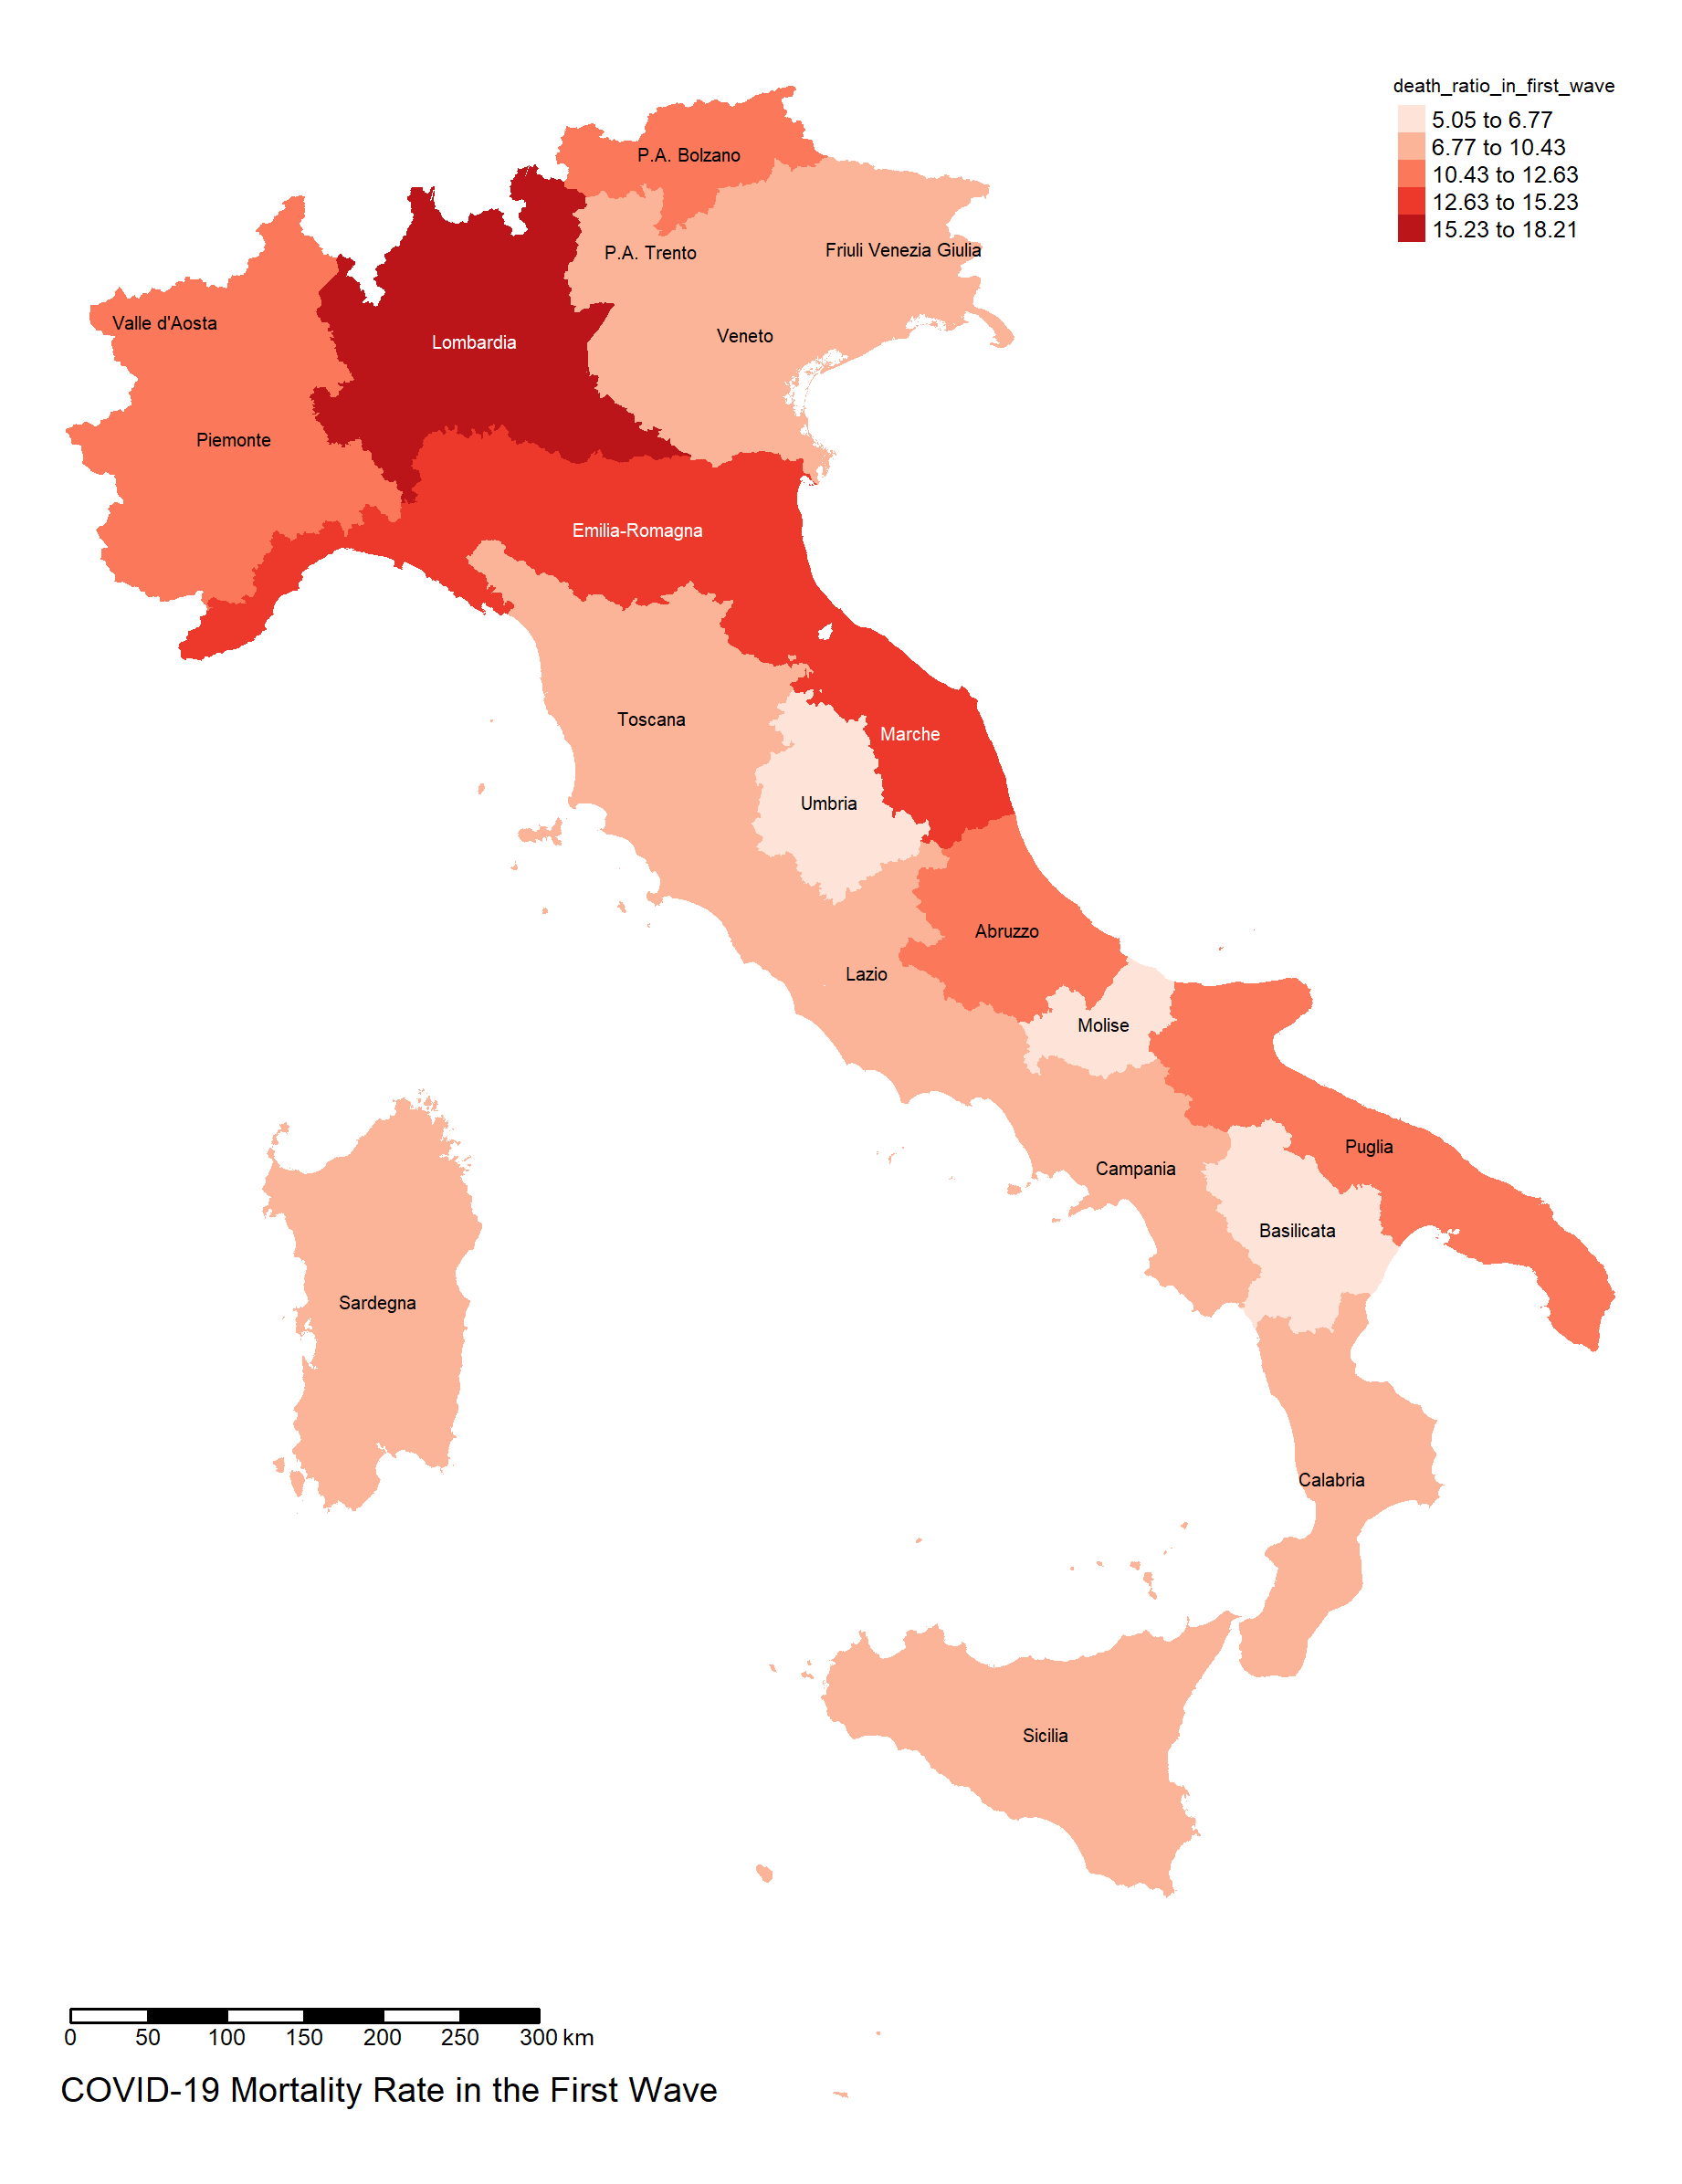 death_ratio_in_first_wave
5.05 to 6.77
6.77 to 10.43
10.43 to 12.63
12.63 to 15.23
15.23 to 18.21
P.A. Bolzano
P.A. Trento
Friuli Venezia Giulia
Valle d'Aosta
Lombardia
Veneto
Piemonte
Emilia-Romagna
Toscana
Marche
Umbria
Abruzzo
Lazio
Molise
Puglia
Campania
Basilicata
Sardegna
Calabria
Sicilia
0 50 100 150 200 250 300 km
COVID-19 Mortality Rate in the First Wave